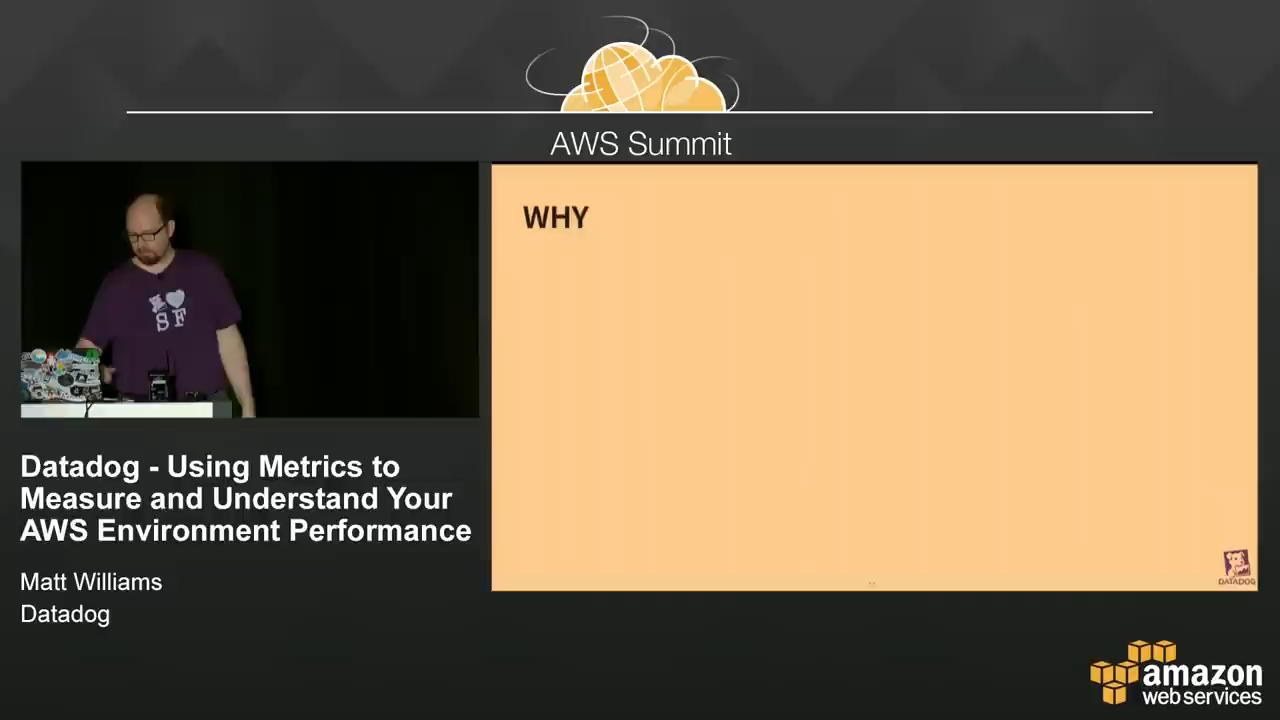 AWS Summit
WHY
S F
DATADOG
Datadog - Using Metrics to
Measure and Understand Your
AWS Environment Performance
Matt Williams
Datadog
amazon
web services